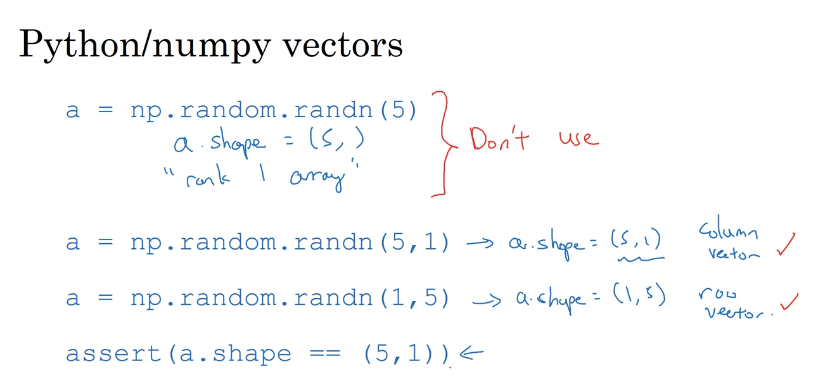 Python/numpy vectors
a = np.random.randn(5)
a.shape = (5, )
"rank 1 array"
Don't use
a = np.random.randn(5,1) → a.shape = (5,1) column vector ✓
a = np.random.randn(1,5) → a.shape = (1,5) row vector. ✓
assert(a.shape == (5,1)) ←